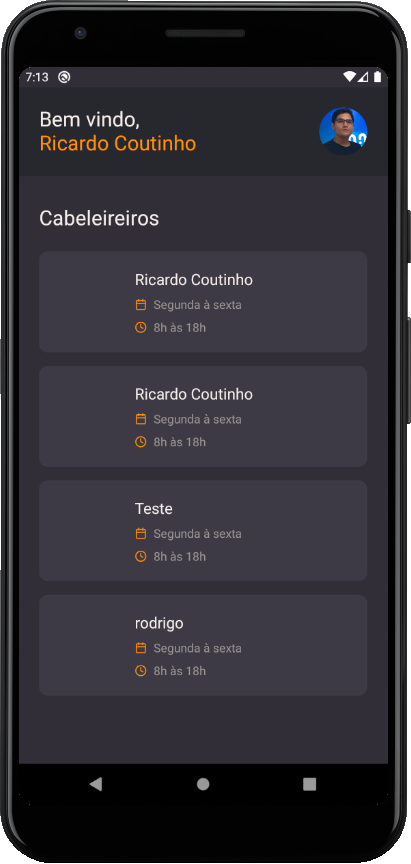 7:13
Bem vindo,
Ricardo Coutinho
Cabeleireiros
Ricardo Coutinho
Segunda à sexta
8h às 18h
Ricardo Coutinho
Segunda à sexta
8h às 18h
Teste
Segunda à sexta
8h às 18h
rodrigo
Segunda à sexta
8h às 18h